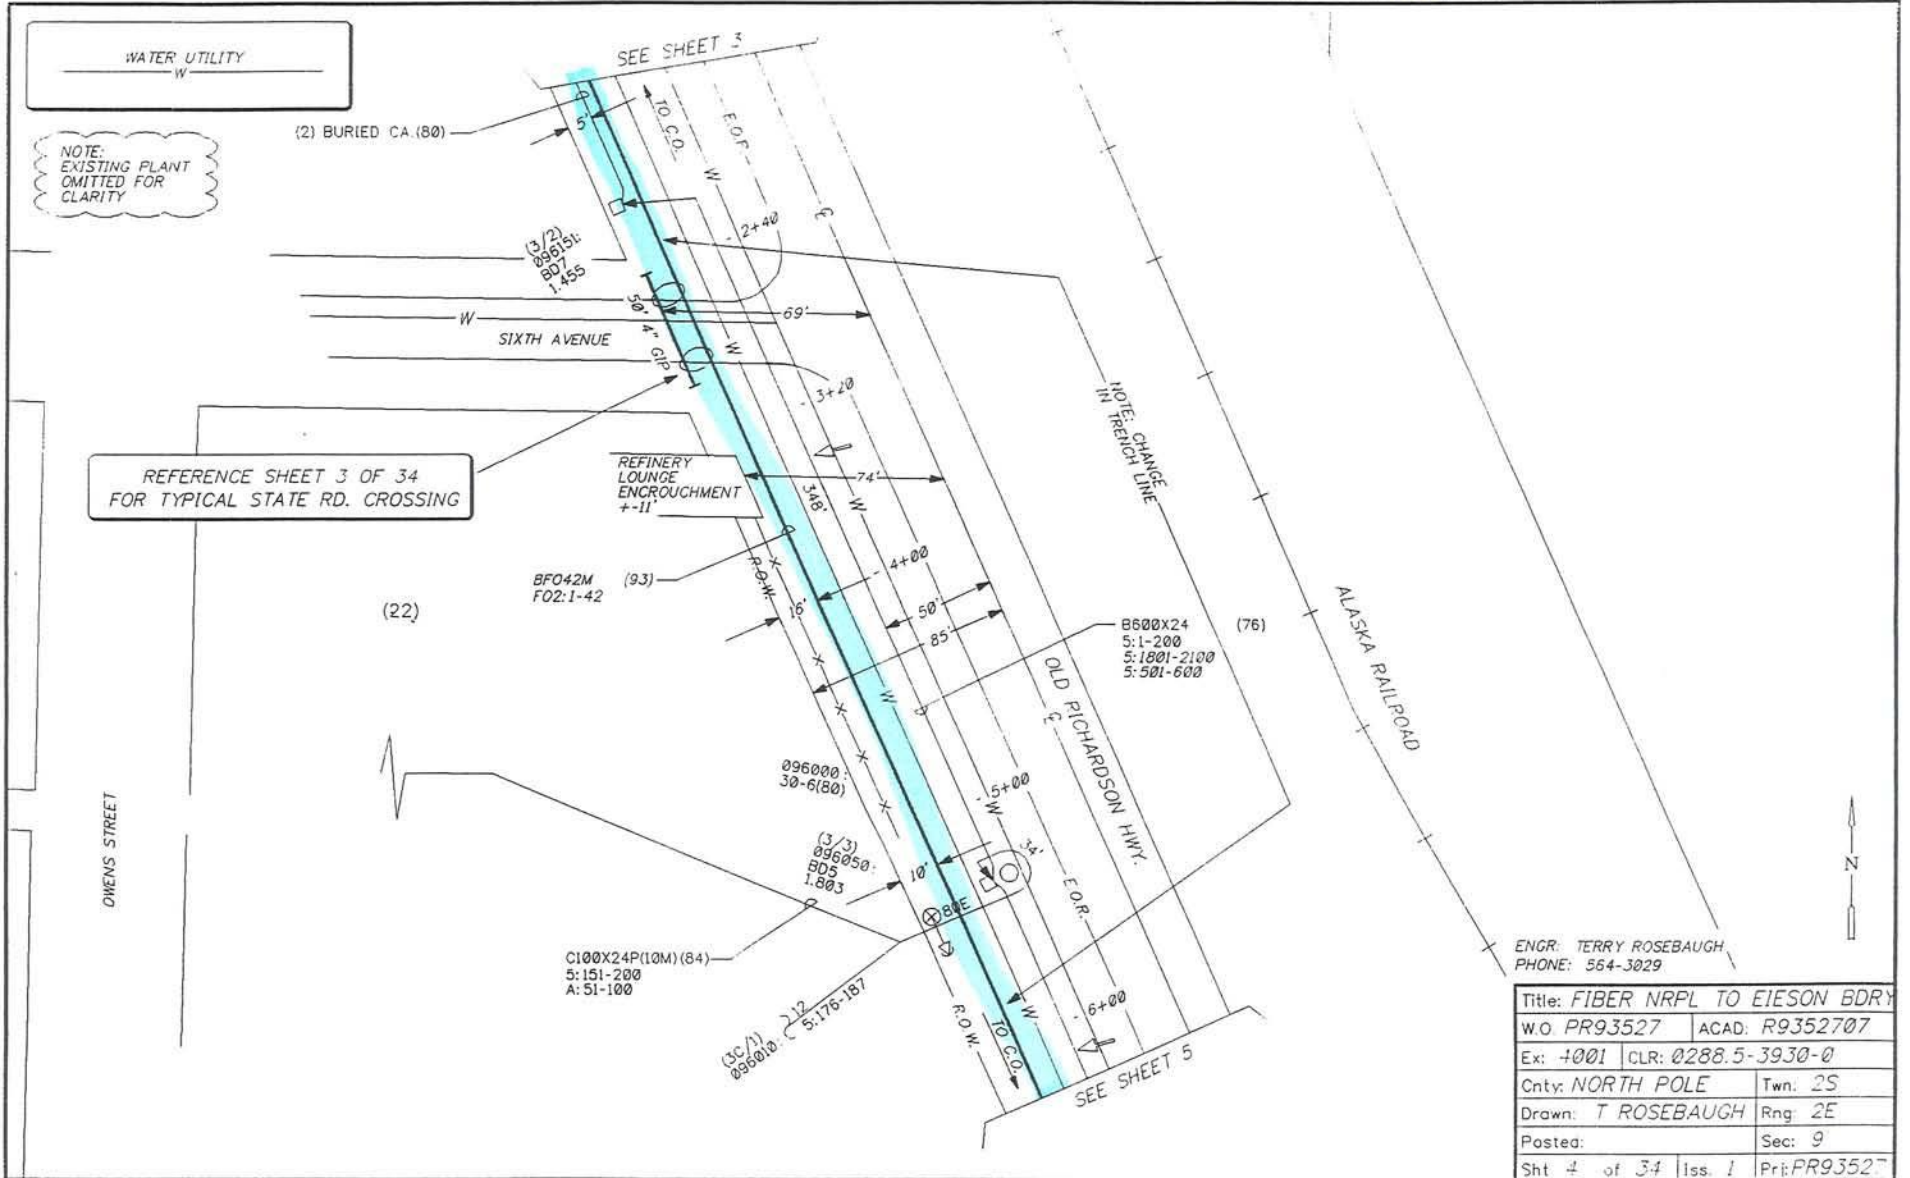 WATER UTILITY
W
NOTE:
EXISTING PLANT
OMITTED FOR
CLARITY
(2) BURIED CA.(80)
SEE SHEET 3
5'
TO C.O.
E.O.P.
W
℄
2+40
(3/2)
096151:
BD7
1.455
50' 4" GIP
69'
W
SIXTH AVENUE
W
3+20
NOTE: CHANGE
IN TRENCH LINE
REFERENCE SHEET 3 OF 34
FOR TYPICAL STATE RD. CROSSING
REFINERY
LOUNGE
ENCROUCHMENT
+-11'
74'
348'
W
BFO42M (93)
FO2:1-42
R.O.W.
4+00
(22)
16'
50'
85'
B600X24 (76)
5:1-200
5:1801-2100
5:501-600
ALASKA RAILROAD
OLD RICHARDSON HWY.
W
℄
096000:
30-6(80)
5+00
W
OWENS STREET
(3/3)
096050:
BD5
1.803
10'
34'
E.O.R.
80E
C100X24P(10M)(84)
5:151-200
A:51-100
(3C/1)
096010:
212
5:176-187
R.O.W.
TO C.O.
W
6+00
SEE SHEET 5
N
ENGR: TERRY ROSEBAUGH
PHONE: 564-3029
Title: FIBER NRPL TO EIESON BDRY
W.O. PR93527 ACAD: R9352707
Ex: 4001 CLR: 0288.5-3930-0
Cnty: NORTH POLE Twn: 2S
Drawn: T ROSEBAUGH Rng: 2E
Posted: Sec: 9
Sht 4 of 34 Iss. 1 Prj:PR93527